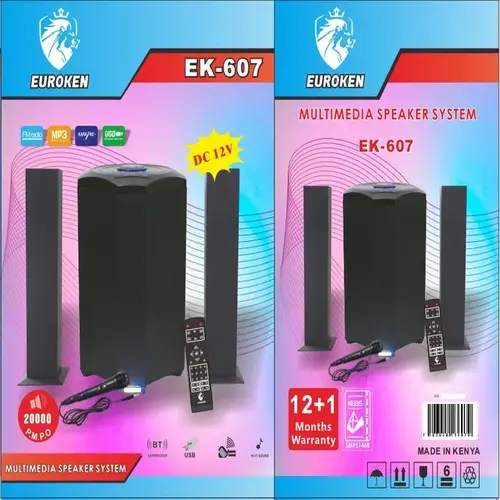 EUROKEN
EK-607
FM radio
MP3
USB
DC 12V
20000
P.M.P.O
BT
USB
MULTIMEDIA SPEAKER SYSTEM
EUROKEN
MULTIMEDIA SPEAKER SYSTEM
EK-607
12+1
Months
Warranty
KEBS
MADE IN KENYA
6